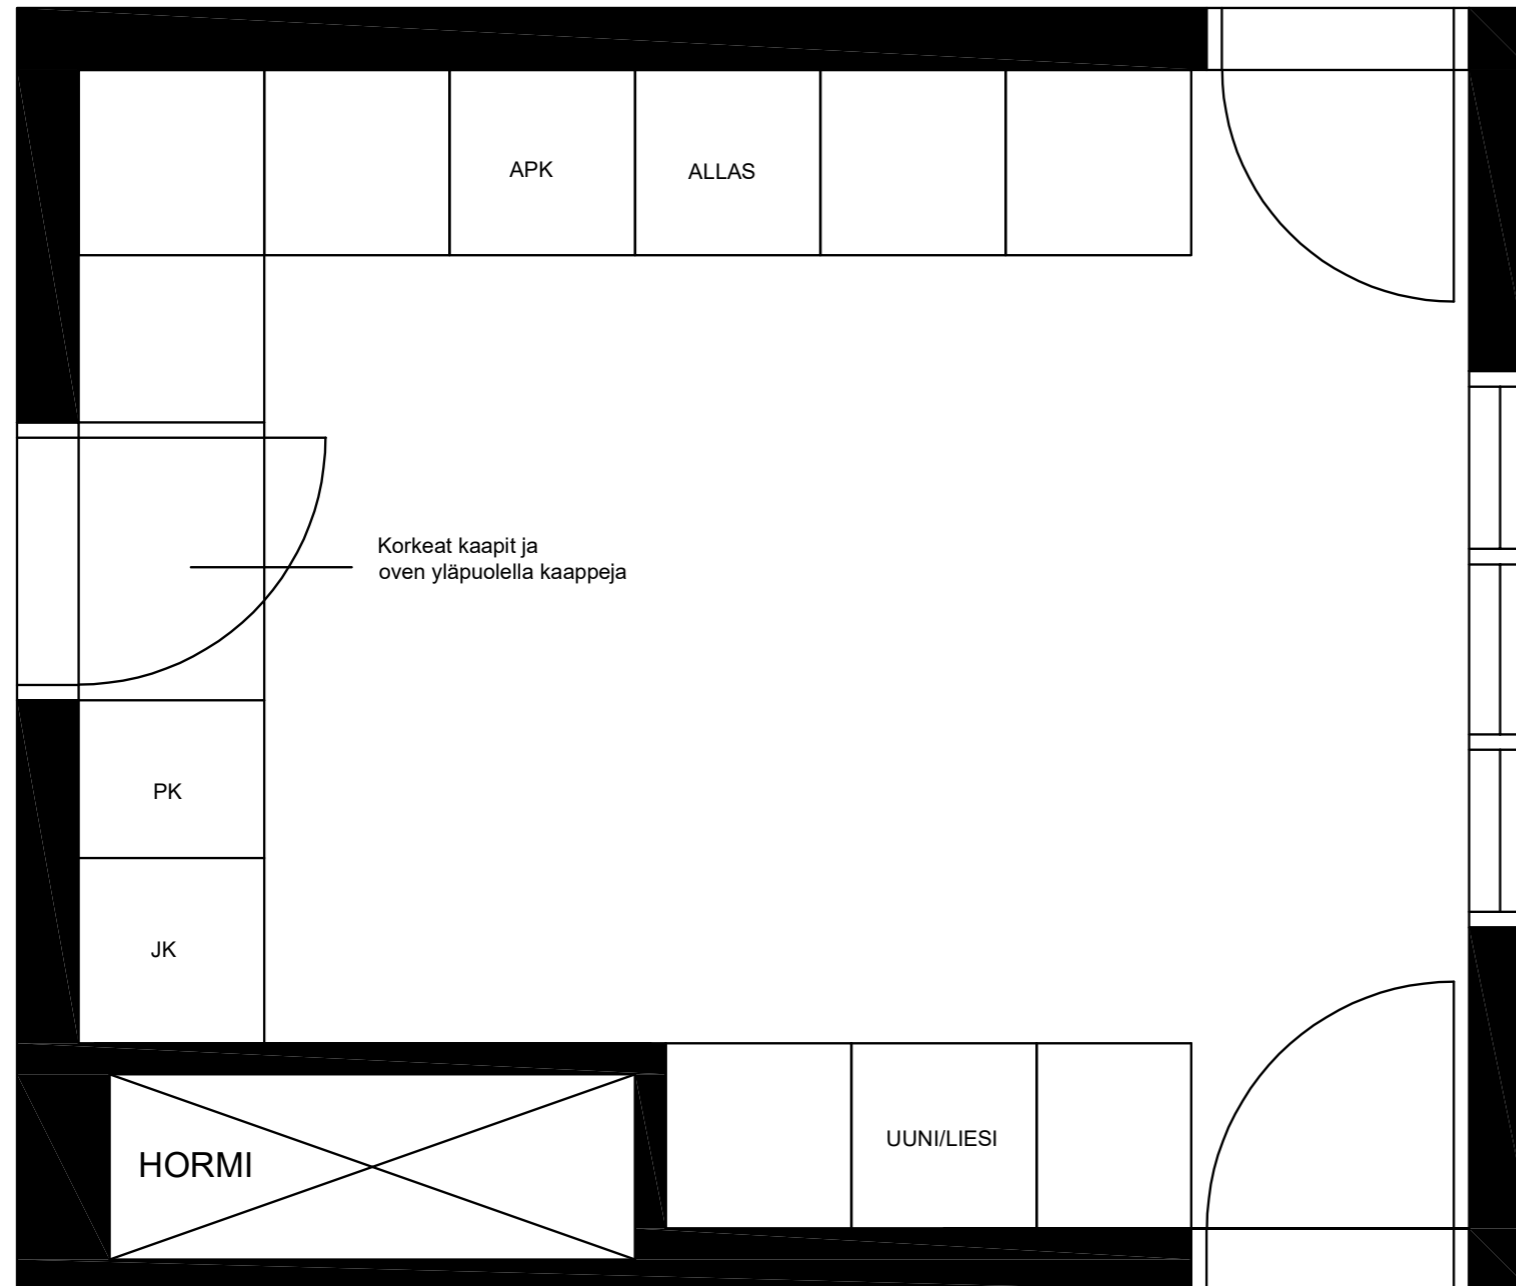 APK
ALLAS
Korkeat kaapit ja
oven yläpuolella kaappeja
PK
JK
UUNI/LIESI
HORMI